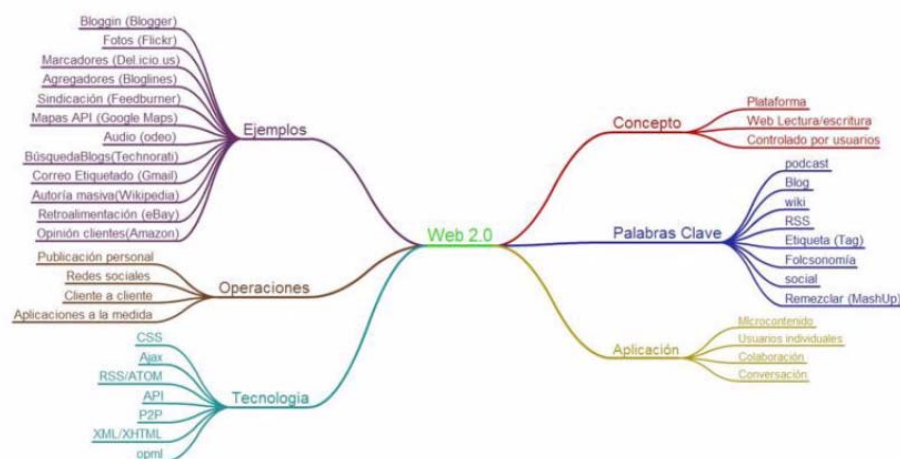 Web 2.0
Ejemplos
Bloggin (Blogger)
Fotos (Flickr)
Marcadores (Del.icio.us)
Agregadores (Bloglines)
Sindicación (Feedburner)
Mapas API (Google Maps)
Audio (odeo)
BúsquedaBlogs(Technorati)
Correo Etiquetado (Gmail)
Autoría masiva(Wikipedia)
Retroalimentación (eBay)
Opinión clientes(Amazon)
Operaciones
Publicación personal
Redes sociales
Cliente a cliente
Aplicaciones a la medida
Tecnologia
CSS
Ajax
RSS/ATOM
API
P2P
XML/XHTML
opml
Concepto
Plataforma
Web Lectura/escritura
Controlado por usuarios
Palabras Clave
podcast
Blog
wiki
RSS
Etiqueta (Tag)
Folcsonomía
social
Remezclar (MashUp)
Aplicación
Microcontenido
Usuarios individuales
Colaboración
Conversación